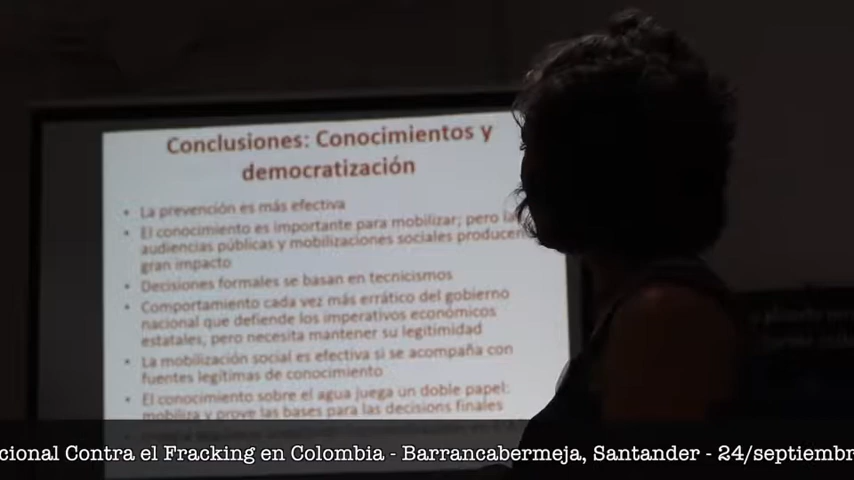 Conclusiones: Conocimientos y
democratización
• La prevención es más efectiva
• El conocimiento es importante para mobilizar; pero
audiencias públicas y mobilizaciones sociales producen
gran impacto
• Decisiones formales se basan en tecnicismos
• Comportamiento cada vez más errático del gobierno
nacional que defiende los imperativos económicos
estatales, pero necesita mantener su legitimidad
• La mobilización social es efectiva si se acompaña con
fuentes legítimas de conocimiento
• El conocimiento sobre el agua juega un doble papel:
mobiliza y prove las bases para las decisions finales
cional Contra el Fracking en Colombia - Barrancabermeja, Santander - 24/septiembr